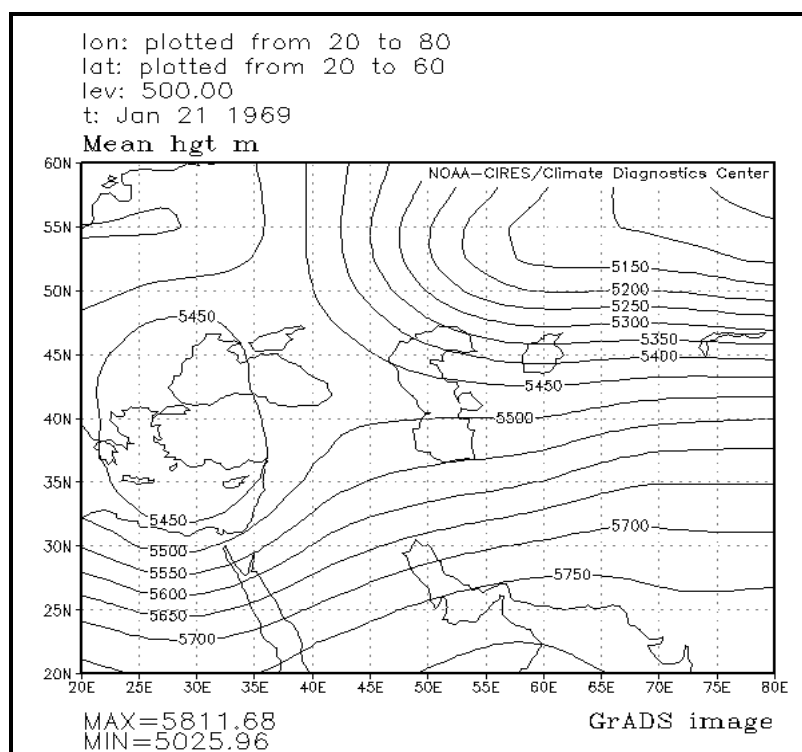 lon: plotted from 20 to 80
lat: plotted from 20 to 60
lev: 500.00
t: Jan 21 1969
Mean hgt m
NOAA-CIRES/Climate Diagnostics Center
60N
55N
50N
45N
40N
35N
30N
25N
20N
5150
5200
5250
5300
5350
5400
5450
5450
5500
5450
5500
5550
5600
5650
5700
5700
5750
20E 25E 30E 35E 40E 45E 50E 55E 60E 65E 70E 75E 80E
MAX=5811.68
MIN=5025.96
GrADS image